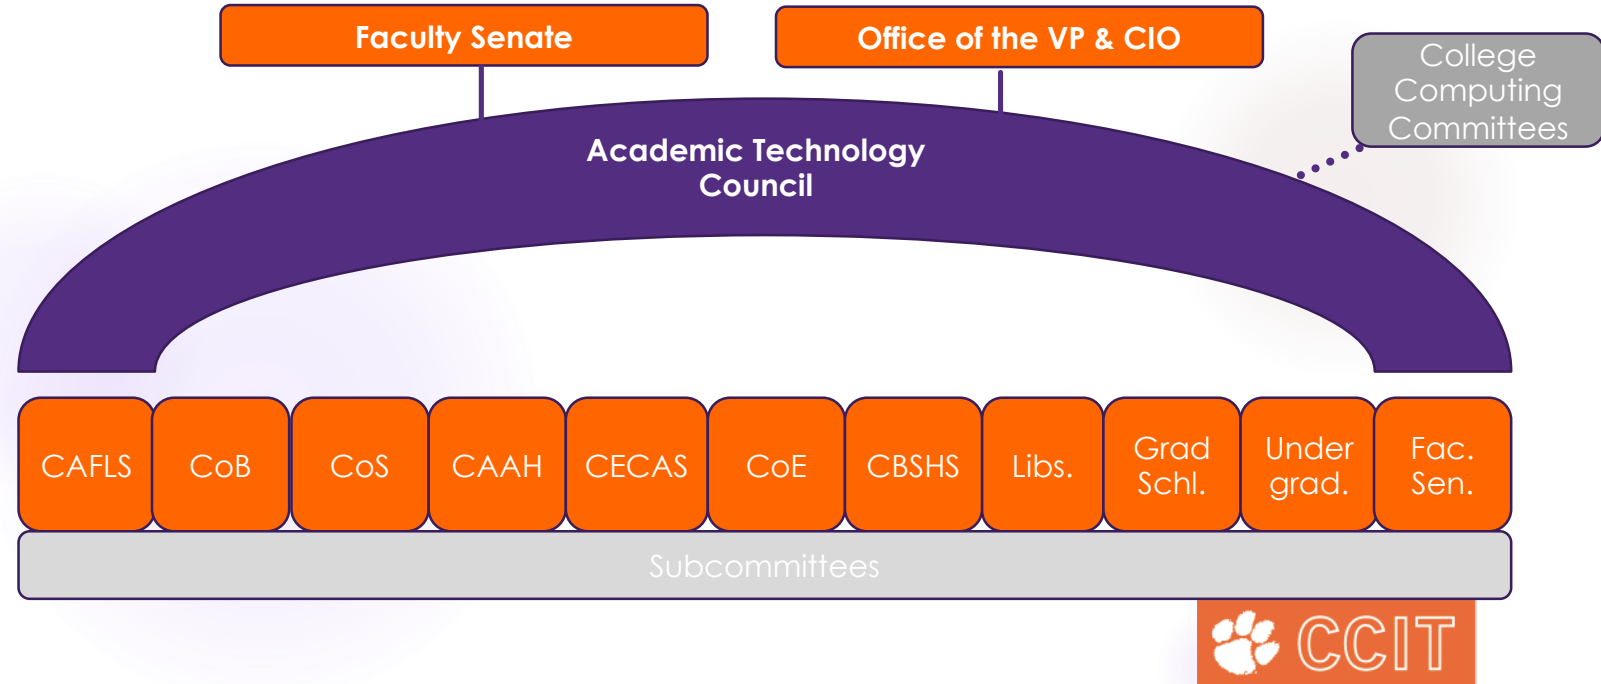 Faculty Senate
Office of the VP & CIO
College
Computing
Committees
Academic Technology
Council
CAFLS
CoB
CoS
CAAH
CECAS
CoE
CBSHS
Libs.
Grad
Schl.
Under
grad.
Fac.
Sen.
Subcommittees
CCIT